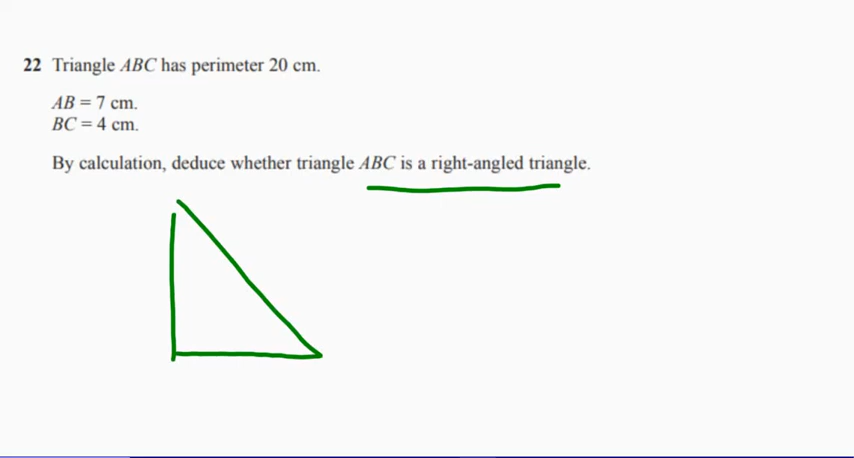 22 Triangle ABC has perimeter 20 cm.
AB = 7 cm.
BC = 4 cm.
By calculation, deduce whether triangle ABC is a right-angled triangle.